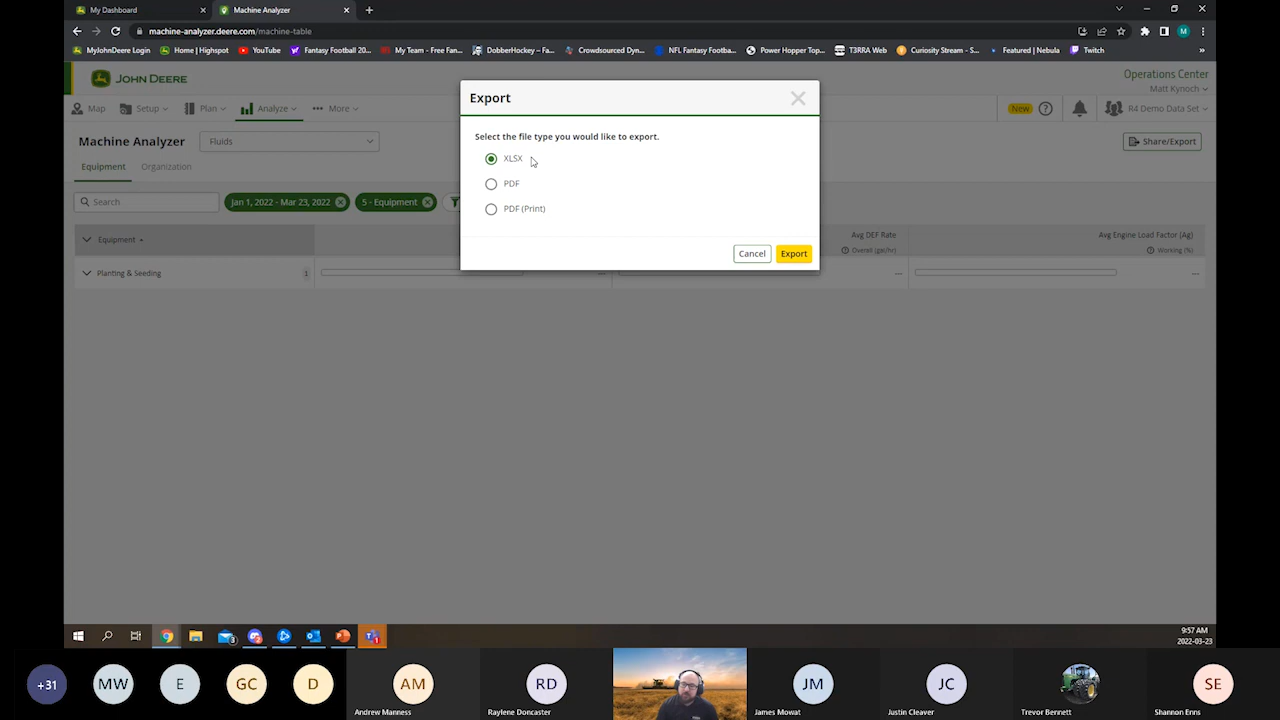 My Dashboard
Machine Analyzer
machine-analyzer.deere.com/machine-table
MyJohnDeere Login
Home | Highspot
YouTube
Fantasy Football 20...
My Team - Free Fan...
DobberHockey – Fa...
Crowdsourced Dyn...
NFL Fantasy Footba...
Power Hopper Top...
T3RRA Web
Curiosity Stream - S...
Featured | Nebula
Twitch
»
M
JOHN DEERE
Operations Center
Matt Kynoch
Map
Setup
Plan
Analyze
More
New
R4 Demo Data Set
Machine Analyzer
Fluids
Share/Export
Equipment
Organization
Search
Jan 1, 2022 - Mar 23, 2022
5 - Equipment
Export
Select the file type you would like to export.
XLSX
PDF
PDF (Print)
Cancel
Export
Equipment
Avg DEF Rate
Overall (gal/hr)
Avg Engine Load Factor (Ag)
Working (%)
Planting & Seeding
1
---
---
---
9:57 AM
2022-03-23
+31
MW
E
GC
D
AM
Andrew Manness
RD
Raylene Doncaster
JM
James Mowat
JC
Justin Cleaver
Trevor Bennett
SE
Shannon Enns